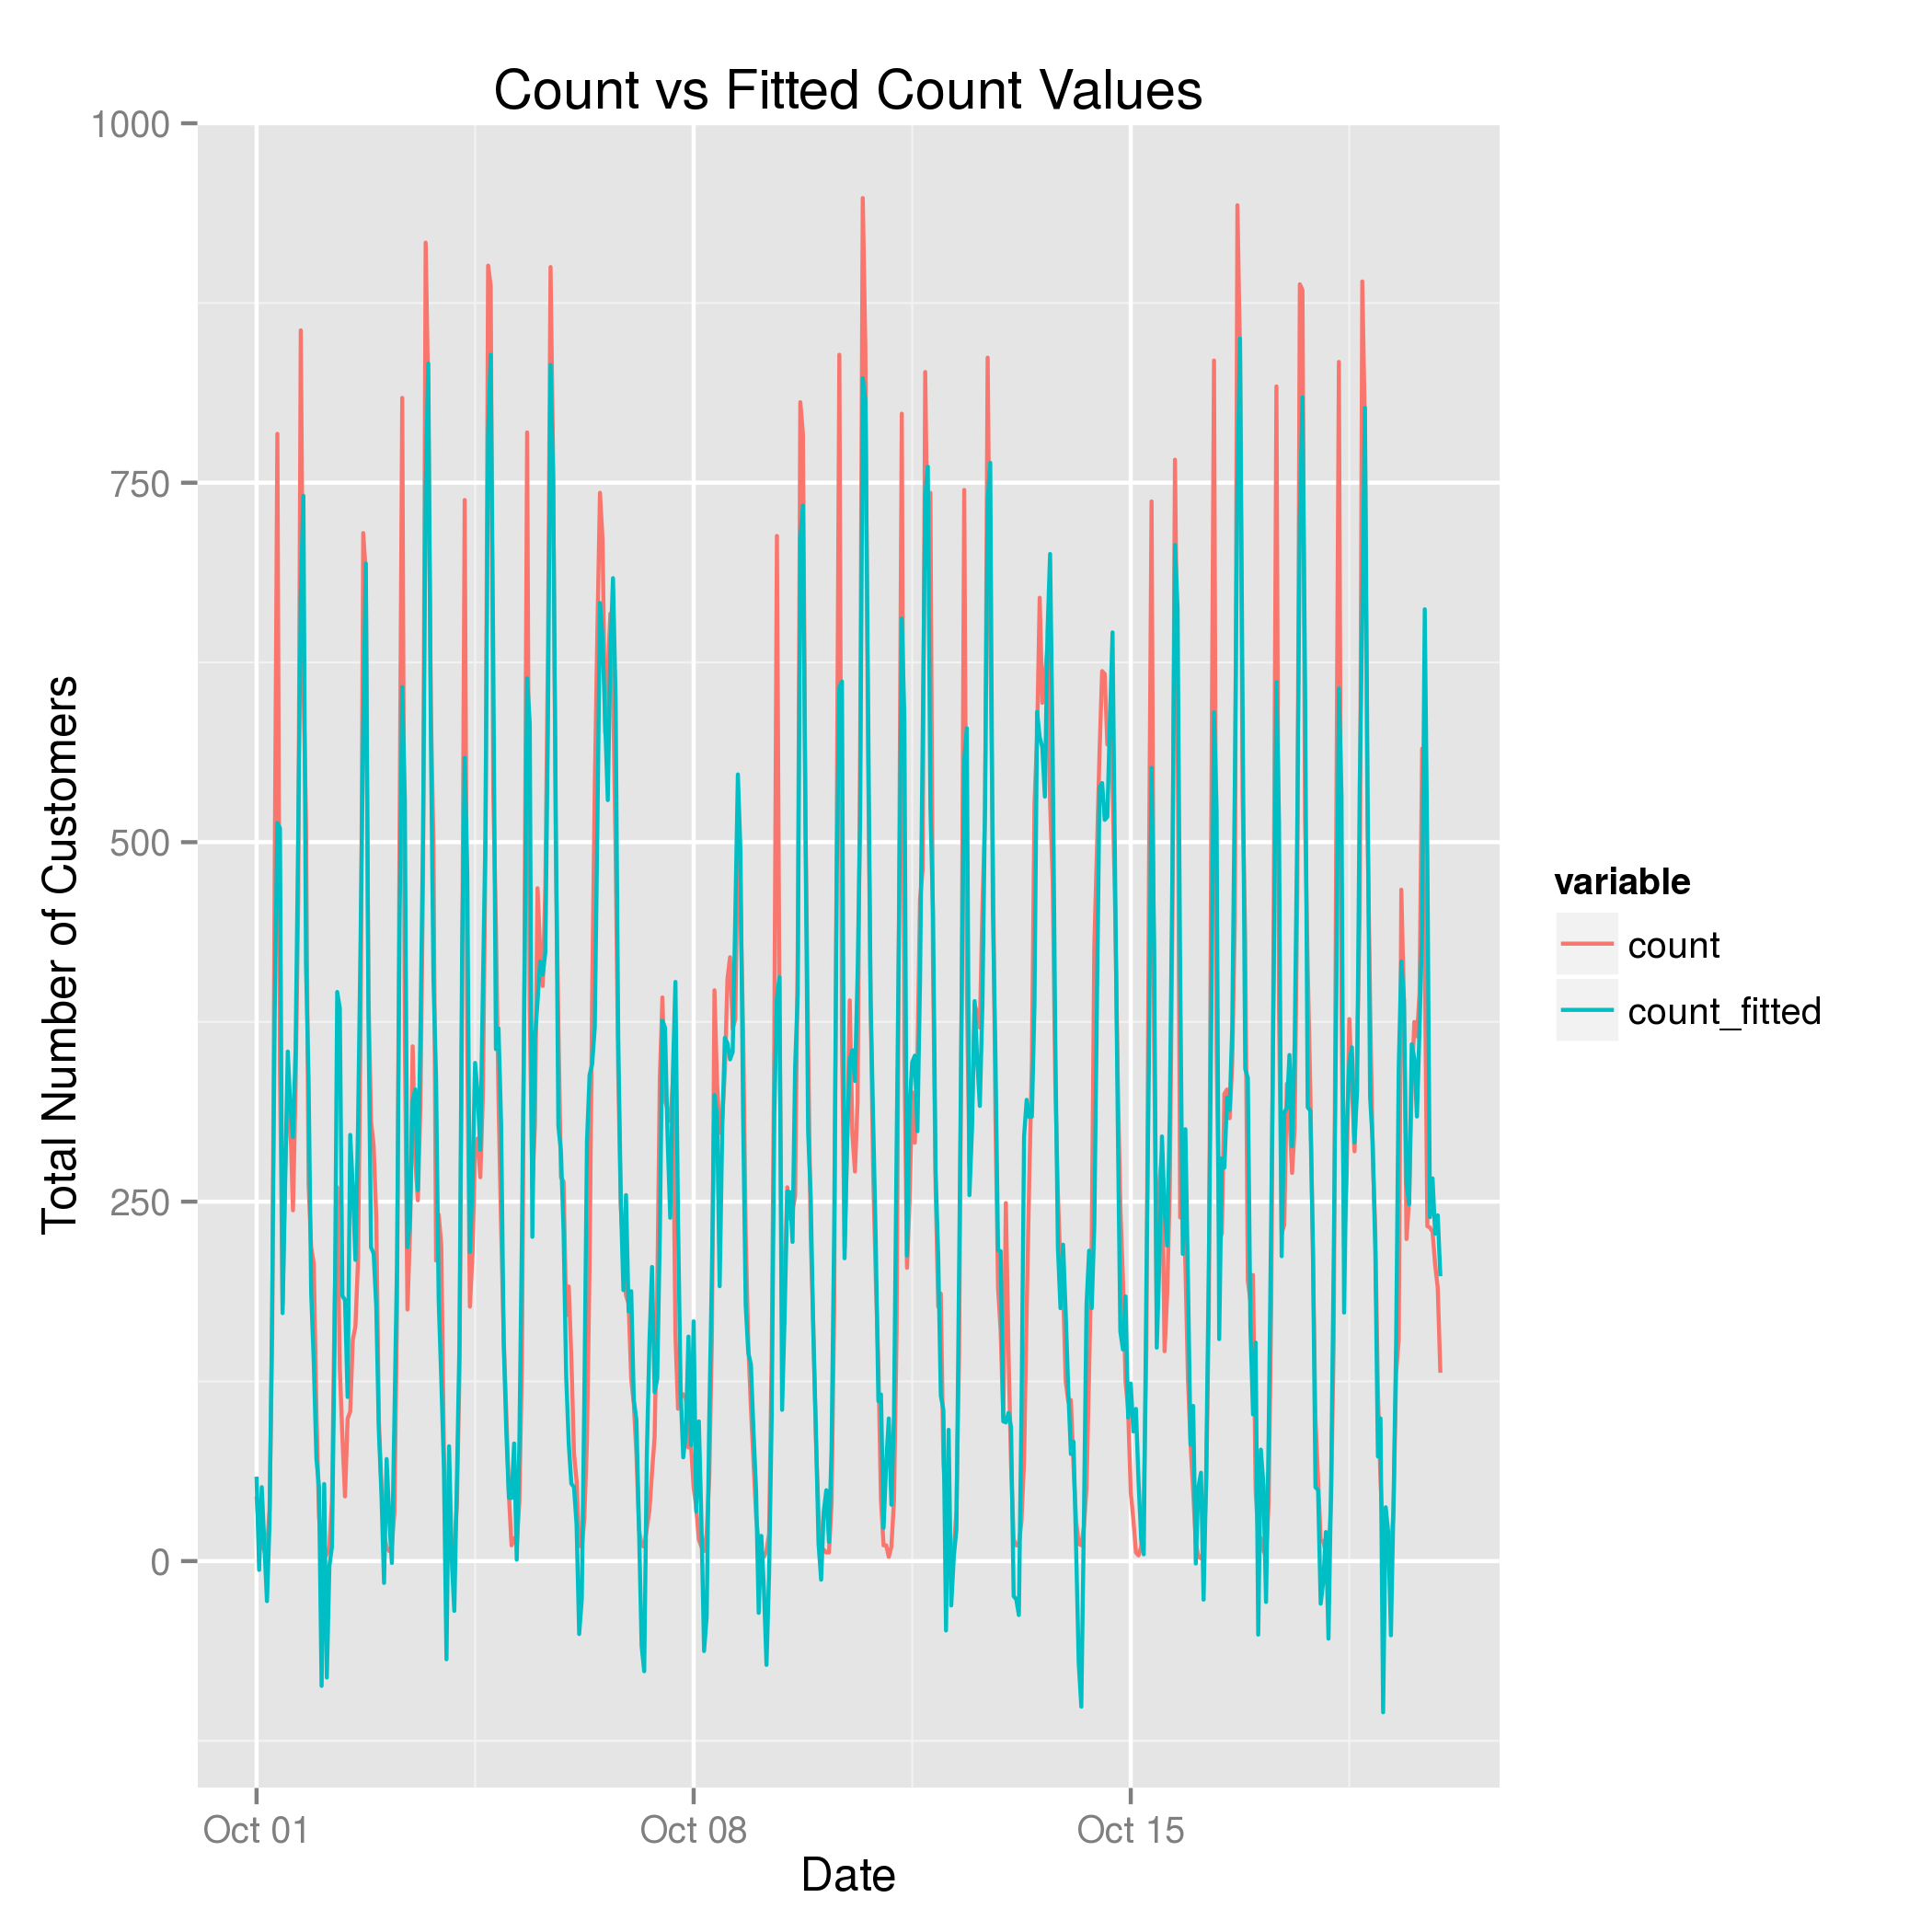 Count vs Fitted Count Values
1000
750
500
250
0
Total Number of Customers
Oct 01
Oct 08
Oct 15
Date
variable
count
count_fitted